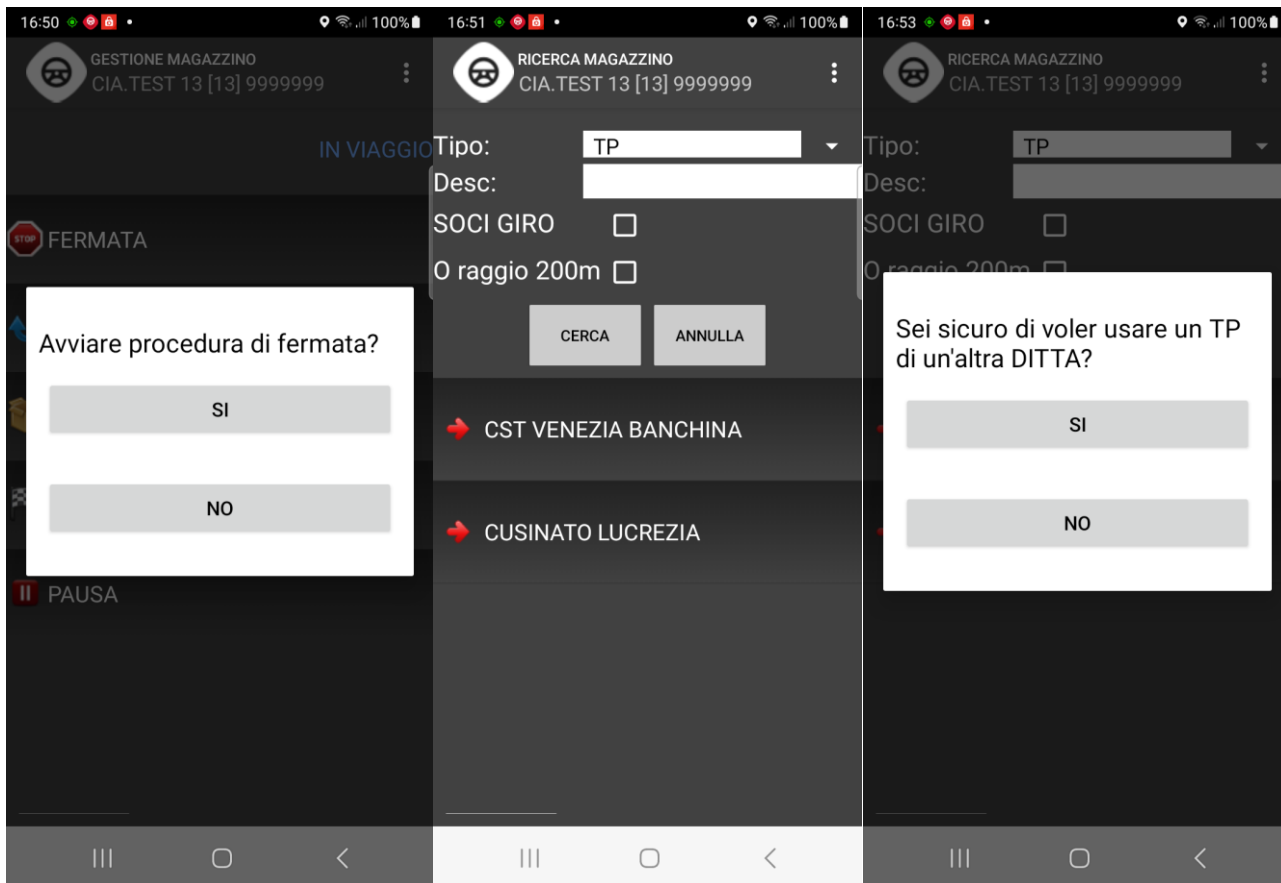 16:50
100%
GESTIONE MAGAZZINO
CIA.TEST 13 [13] 9999999
IN VIAGGIO
STOP FERMATA
Avviare procedura di fermata?
SI
NO
PAUSA
16:51
100%
RICERCA MAGAZZINO
CIA.TEST 13 [13] 9999999
Tipo: TP
Desc:
SOCI GIRO
O raggio 200m
CERCA ANNULLA
CST VENEZIA BANCHINA
CUSINATO LUCREZIA
16:53
100%
RICERCA MAGAZZINO
CIA.TEST 13 [13] 9999999
Tipo: TP
Desc:
SOCI GIRO
O raggio 200m
Sei sicuro di voler usare un TP
di un'altra DITTA?
SI
NO